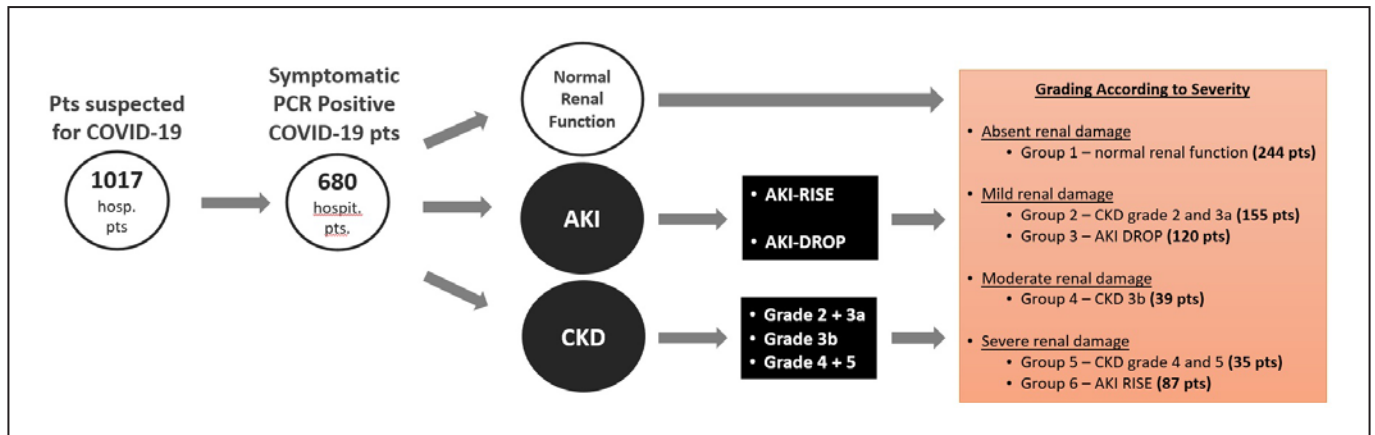 Pts suspected
for COVID-19
1017
hosp.
pts
Symptomatic
PCR Positive
COVID-19 pts
680
hospit.
pts.
Normal
Renal
Function
AKI
CKD
• AKI-RISE
• AKI-DROP
• Grade 2 + 3a
• Grade 3b
• Grade 4 + 5
Grading According to Severity
• Absent renal damage
• Group 1 – normal renal function (244 pts)
• Mild renal damage
• Group 2 – CKD grade 2 and 3a (155 pts)
• Group 3 – AKI DROP (120 pts)
• Moderate renal damage
• Group 4 – CKD 3b (39 pts)
• Severe renal damage
• Group 5 – CKD grade 4 and 5 (35 pts)
• Group 6 – AKI RISE (87 pts)